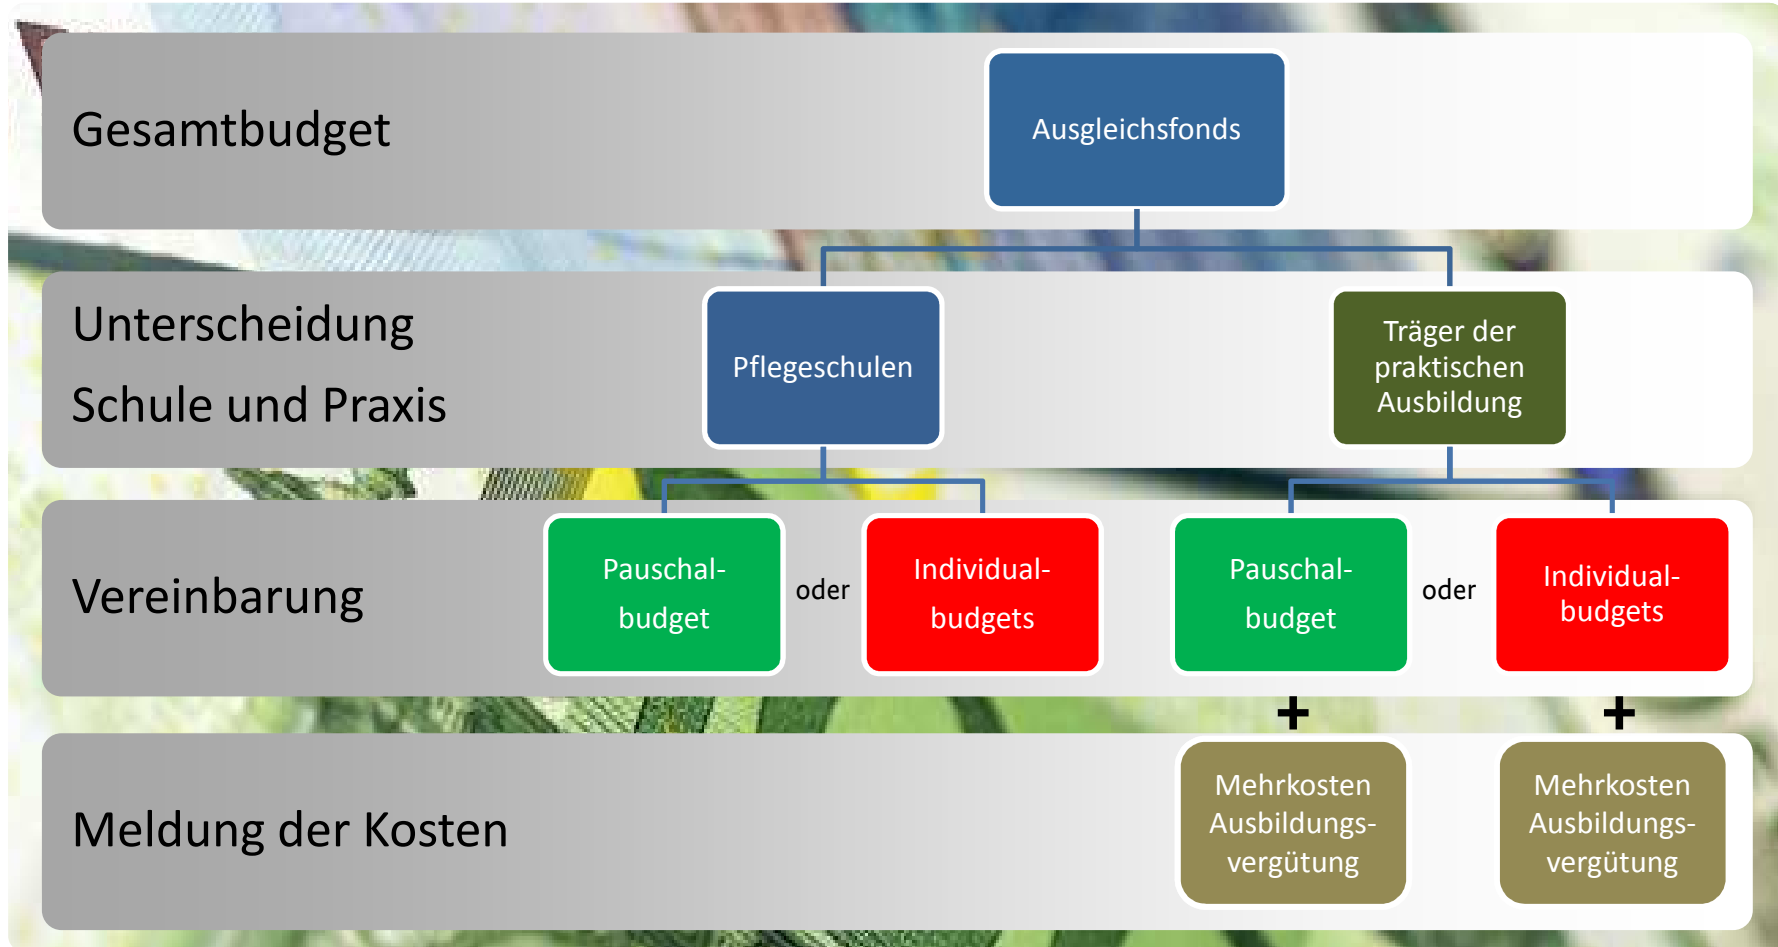 Gesamtbudget
Ausgleichsfonds
Unterscheidung
Schule und Praxis
Pflegeschulen
Träger der
praktischen
Ausbildung
Vereinbarung
Pauschal-
budget
oder
Individual-
budgets
Pauschal-
budget
oder
Individual-
budgets
+
+
Meldung der Kosten
Mehrkosten
Ausbildungs-
vergütung
Mehrkosten
Ausbildungs-
vergütung